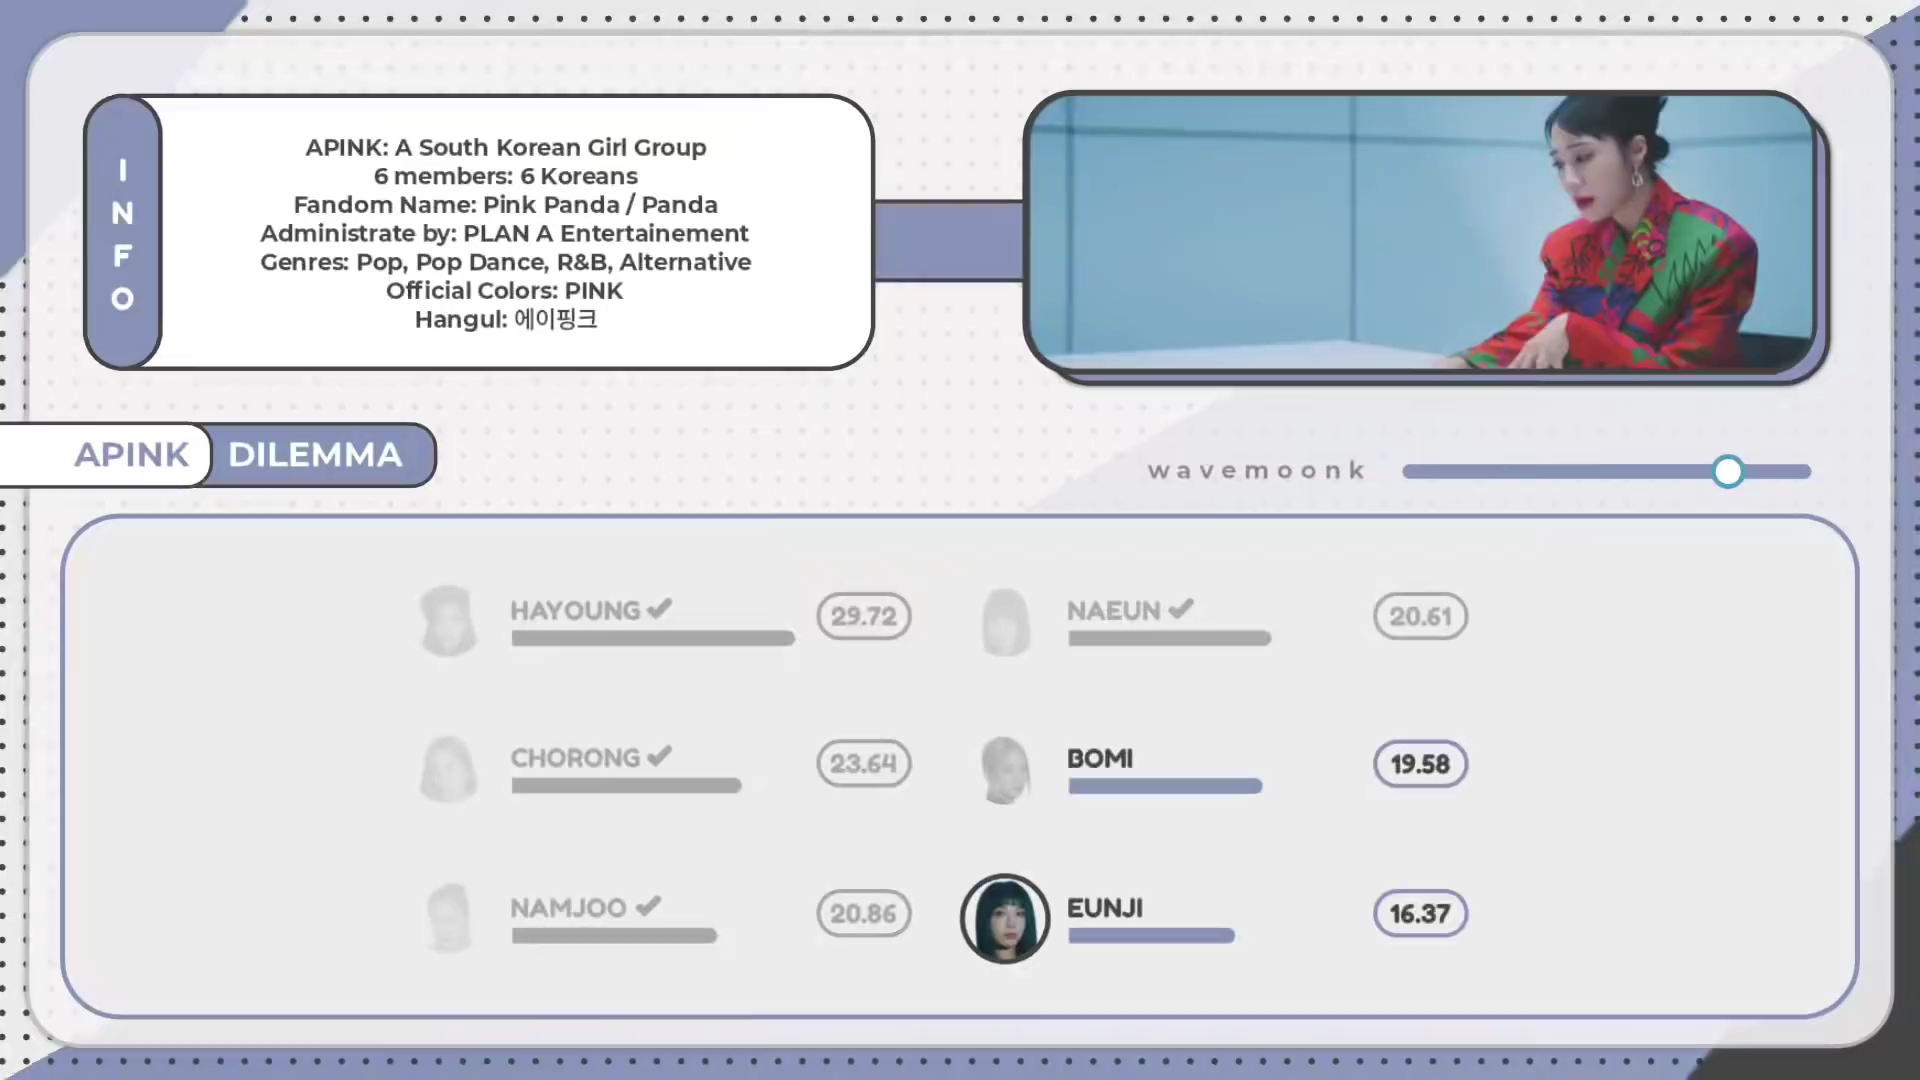 INFO
APINK: A South Korean Girl Group
6 members: 6 Koreans
Fandom Name: Pink Panda / Panda
Administrate by: PLAN A Entertainement
Genres: Pop, Pop Dance, R&B, Alternative
Official Colors: PINK
Hangul: 에이핑크
APINK DILEMMA
wavemoonk
HAYOUNG ✔ 29.72
NAEUN ✔ 20.61
CHORONG ✔ 23.64
BOMI 19.58
NAMJOO ✔ 20.86
EUNJI 16.37